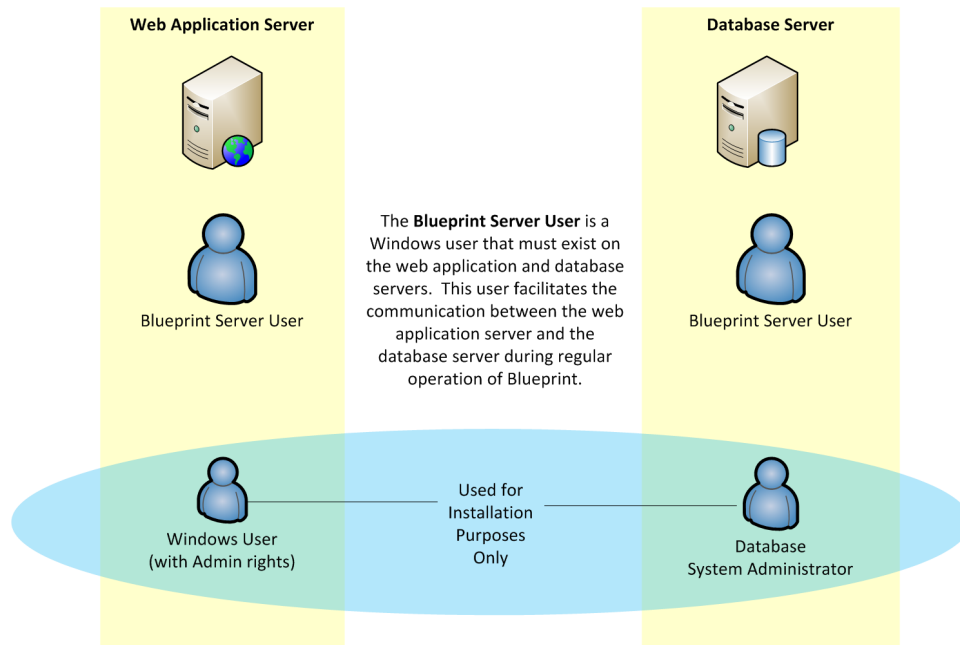 Web Application Server
Database Server
The Blueprint Server User is a
Windows user that must exist on
the web application and database
servers. This user facilitates the
communication between the web
application server and the
database server during regular
operation of Blueprint.
Blueprint Server User
Blueprint Server User
Windows User
(with Admin rights)
Used for
Installation
Purposes
Only
Database
System Administrator